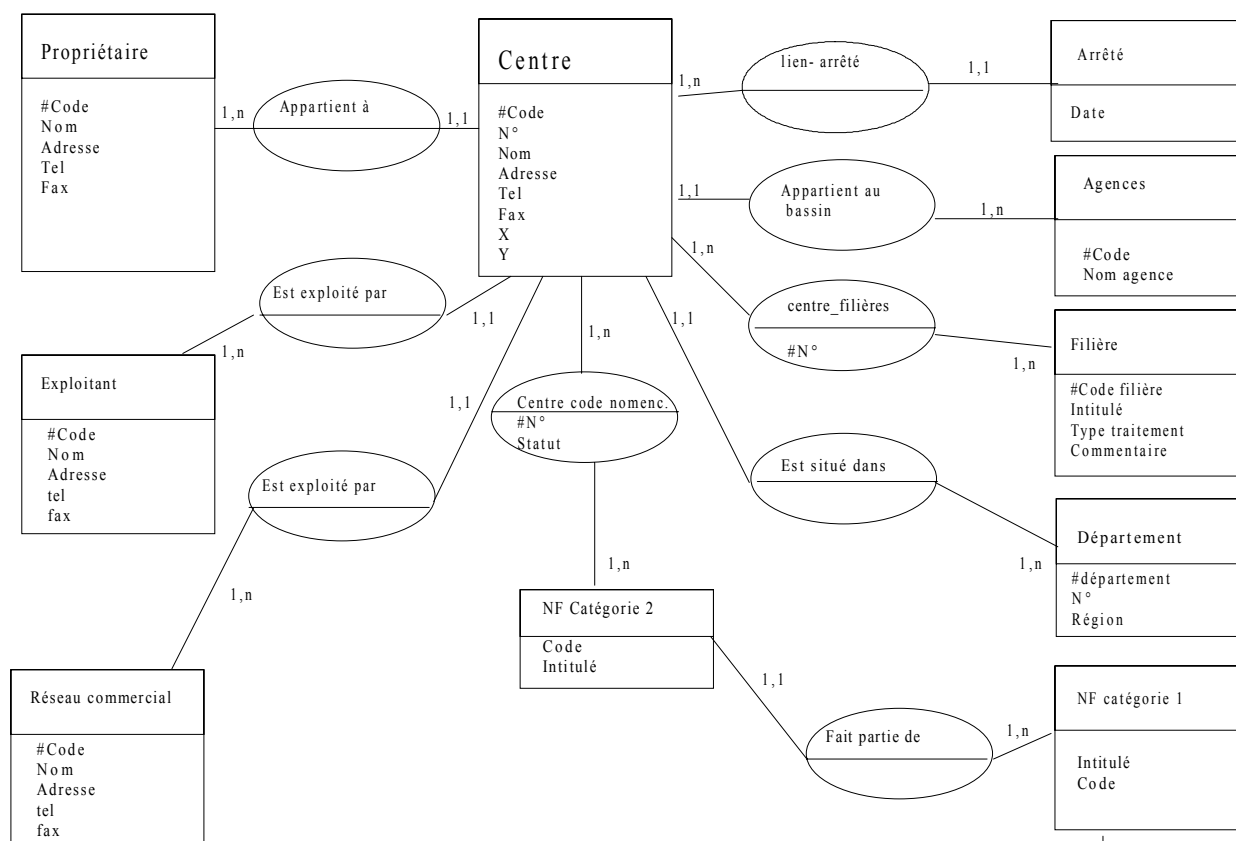 Propriétaire
#Code
Nom
Adresse
Tel
Fax
1,n
Appartient à
1,1
Centre
#Code
N°
Nom
Adresse
Tel
Fax
X
Y
1,n
lien- arrêté
1,1
Arrêté
Date
1,1
Appartient au
bassin
1,n
Agences
#Code
Nom agence
1,n
centre_filières
#N°
1,n
Filière
#Code filière
Intitulé
Type traitement
Commentaire
Est exploité par
1,1
1,n
Exploitant
#Code
Nom
Adresse
tel
fax
1,1
Est exploité par
1,n
Réseau commercial
#Code
Nom
Adresse
tel
fax
1,n
Centre code nomenc.
#N°
Statut
1,n
NF Catégorie 2
Code
Intitulé
1,1
Est situé dans
1,n
Département
#département
N°
Région
1,1
Fait partie de
1,n
NF catégorie 1
Intitulé
Code